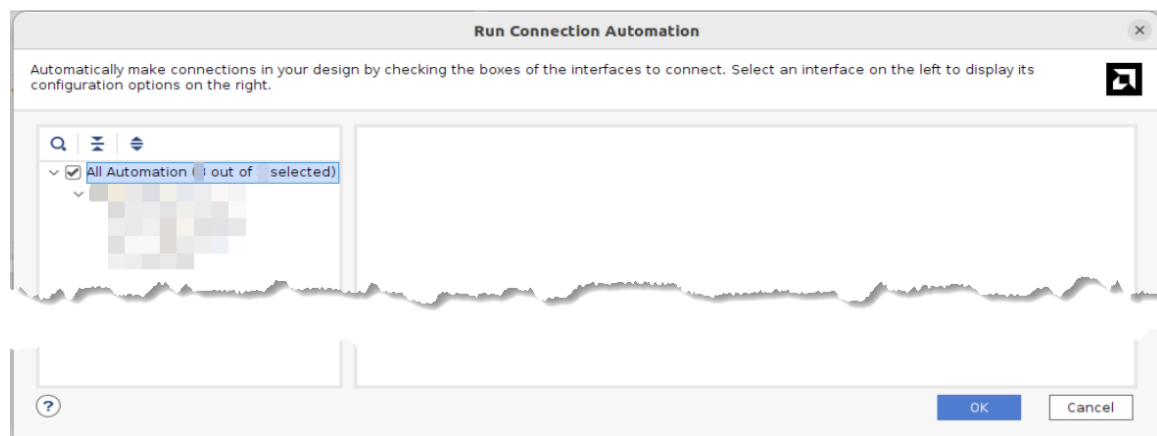 Run Connection Automation
Automatically make connections in your design by checking the boxes of the interfaces to connect. Select an interface on the left to display its
configuration options on the right.
All Automation ( out of selected)
?
OK
Cancel